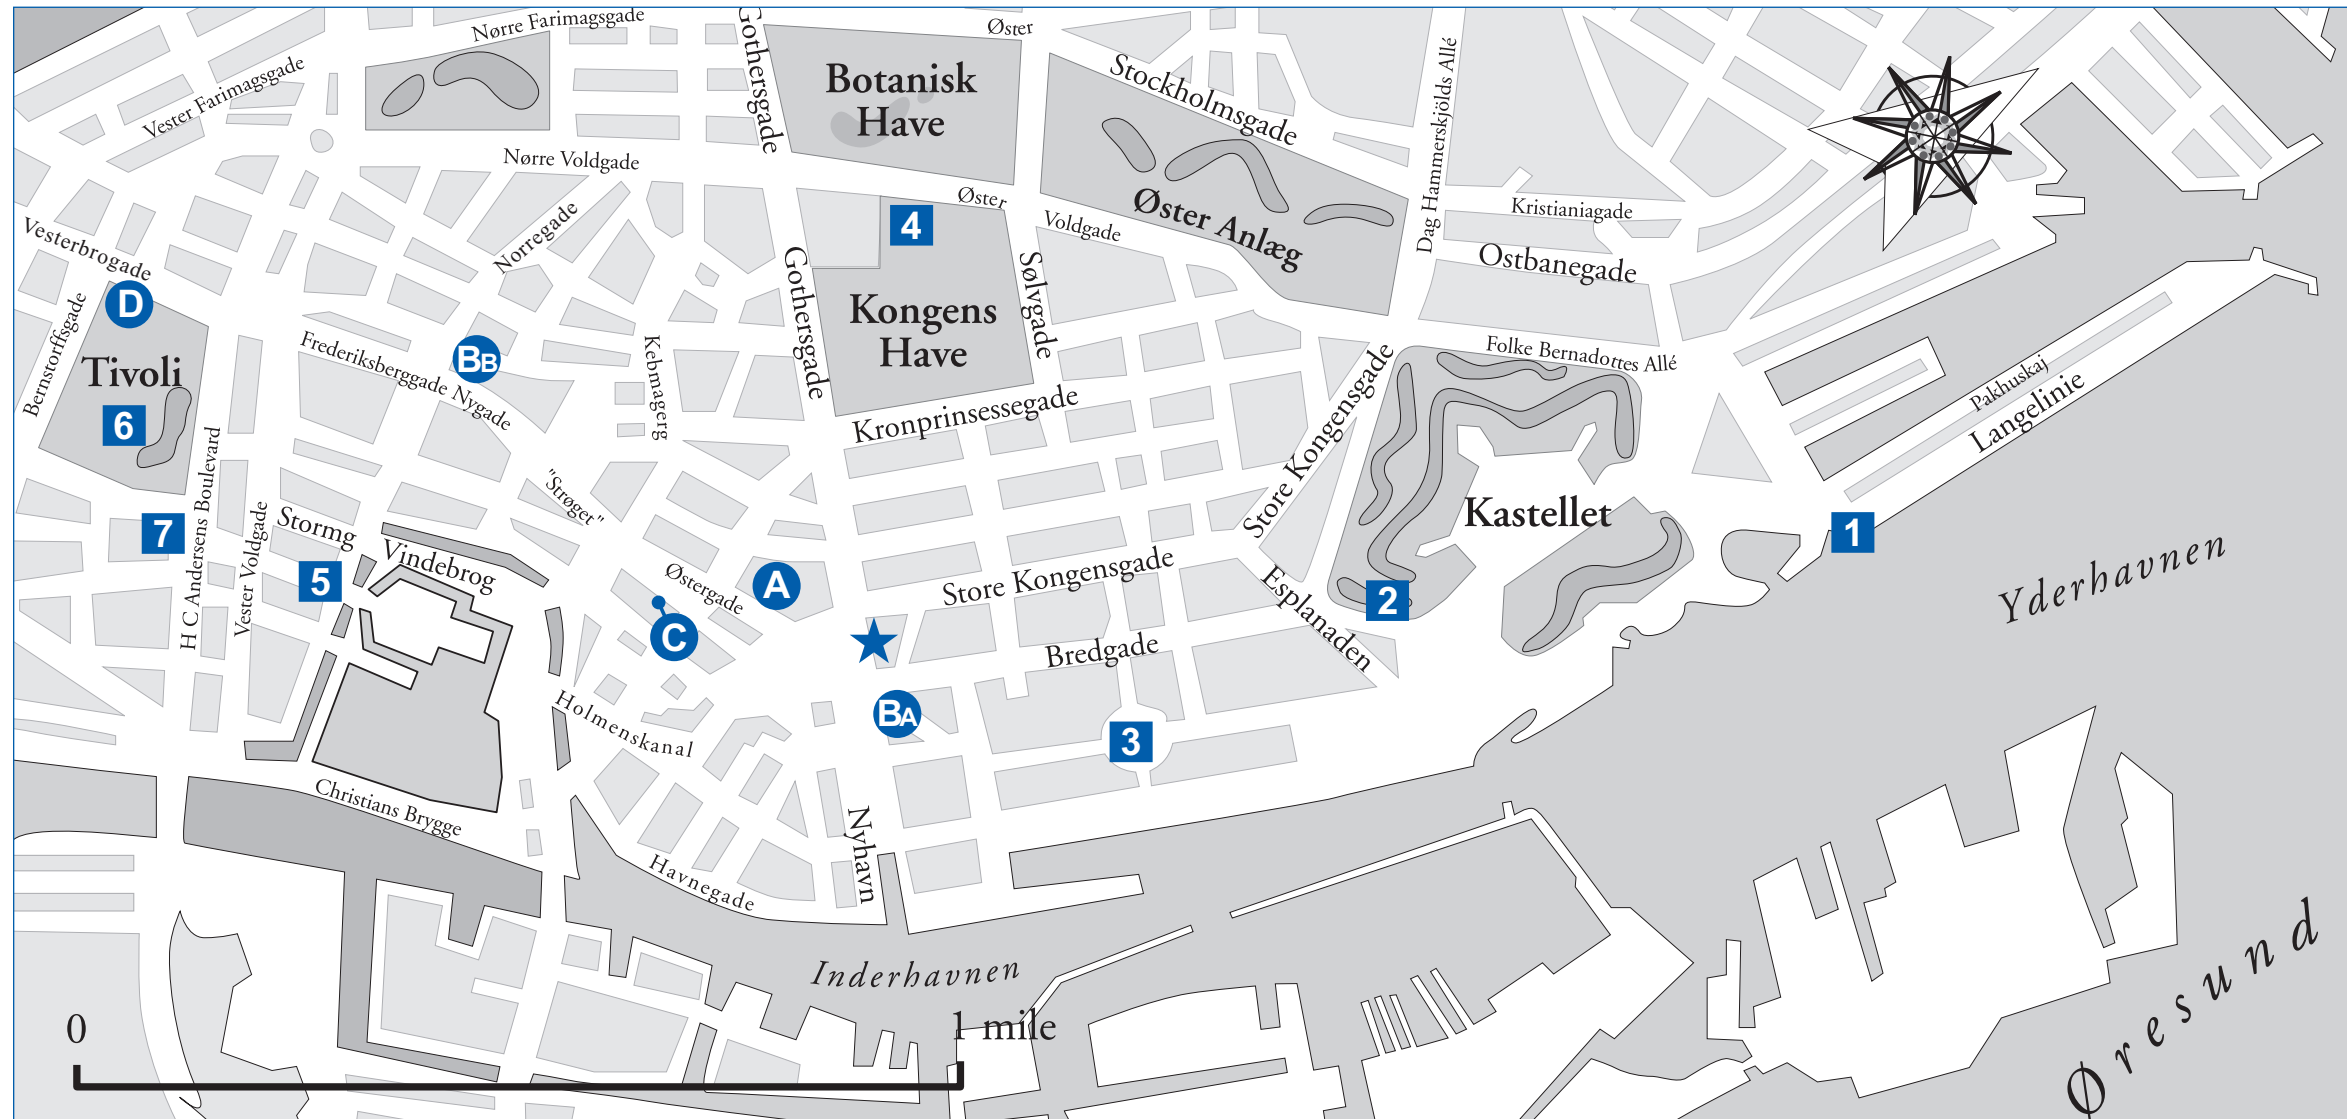 Nørre Farimagsgade
Gothersgade
Øster
Botanisk
Have
Stockholmsgade
Dag Hammerskjölds Allé
Vester Farimagsgade
Nørre Voldgade
4
Øster
Voldgade
Øster Anlæg
Kristianiagade
Ostbanegade
Vesterbrogade
Norregade
Gothersgade
Sølvgade
D
Bernstorffsgade
Tivoli
6
Frederiksberggade Nygade
BB
Kebmagerg
Kongens
Have
Kronprinsessegade
Store Kongensgade
Folke Bernadottes Allé
Pakhuskaj
Langelinie
Kastellet
1
Yderhavnen
7
H C Andersens Boulevard
Vester Voldgade
Stormg
5
Vindebrog
"Strøget"
Østergade
A
C
Store Kongensgade
Esplanaden
2
Bredgade
BA
3
Holmenskanal
Christians Brygge
Nyhavn
Havnegade
Inderhavnen
Øresund
0
1 mile